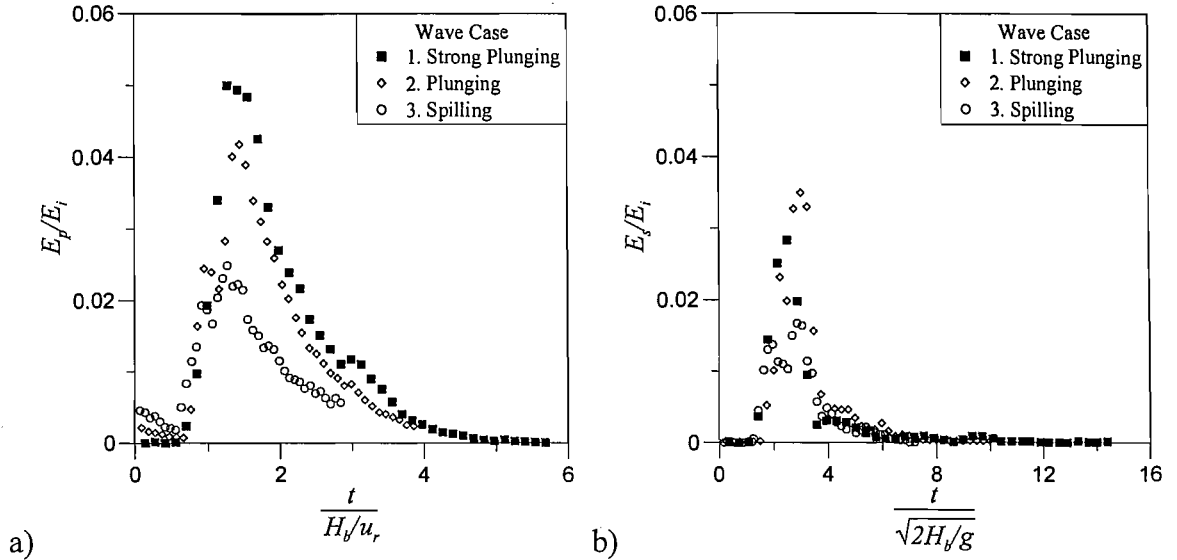 0.06
0.04
0.02
0
E_p/E_i
Wave Case
1. Strong Plunging
2. Plunging
3. Spilling
0 2 4 6
t
H_b/u_r
a)
0.06
0.04
0.02
0
E_s/E_i
Wave Case
1. Strong Plunging
2. Plunging
3. Spilling
0 4 8 12 16
t
√2H_b/g
b)